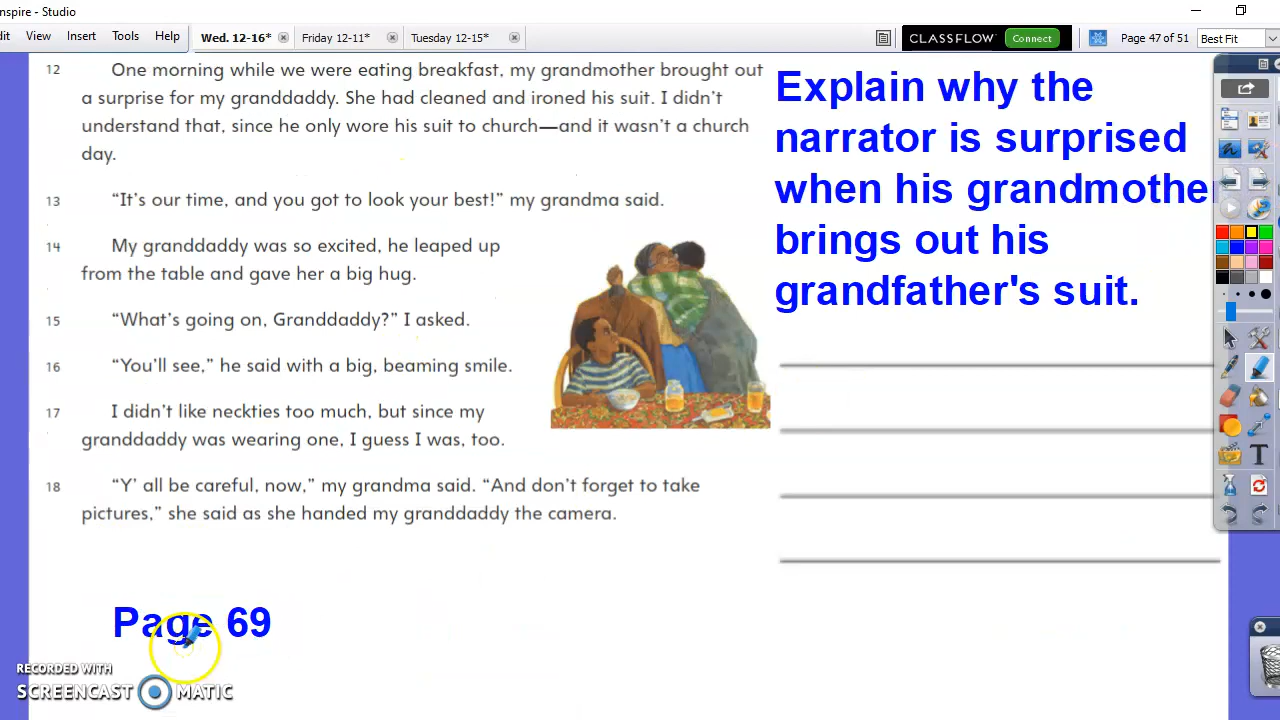 nspire - Studio
dit View Insert Tools Help
Wed. 12-16* Friday 12-11* Tuesday 12-15*
CLASSFLOW Connect
Page 47 of 51 Best Fit
12 One morning while we were eating breakfast, my grandmother brought out
a surprise for my granddaddy. She had cleaned and ironed his suit. I didn't
understand that, since he only wore his suit to church—and it wasn't a church
day.
13 “It's our time, and you got to look your best!” my grandma said.
14 My granddaddy was so excited, he leaped up
from the table and gave her a big hug.
15 “What's going on, Granddaddy?” I asked.
16 “You'll see,” he said with a big, beaming smile.
17 I didn't like neckties too much, but since my
granddaddy was wearing one, I guess I was, too.
18 “Y' all be careful, now,” my grandma said. “And don't forget to take
pictures,” she said as she handed my granddaddy the camera.
Page 69
Explain why the
narrator is surprised
when his grandmother
brings out his
grandfather's suit.
RECORDED WITH
SCREENCAST MATIC